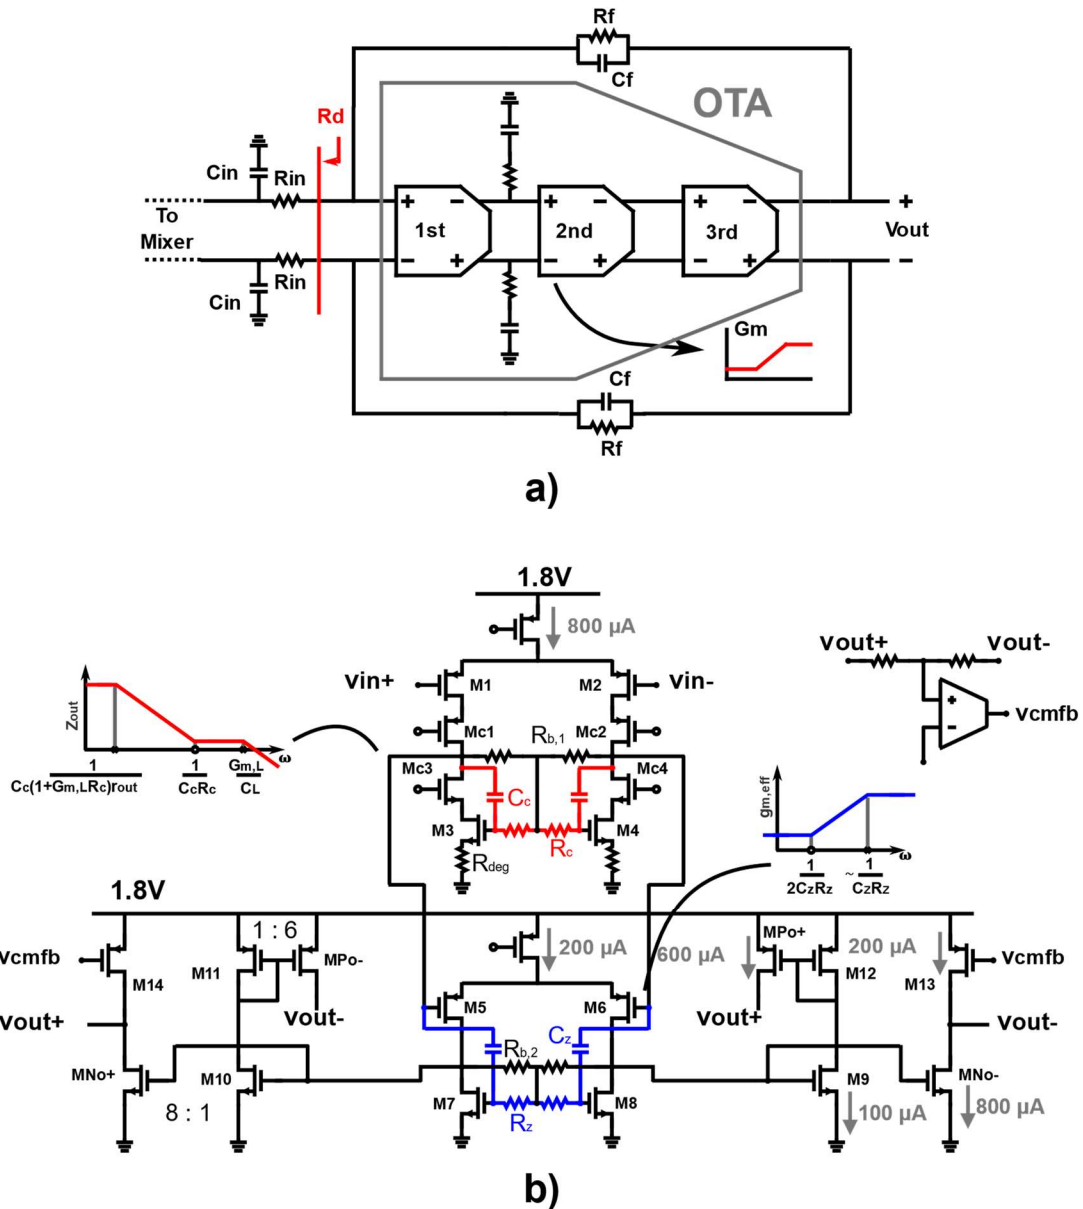 Rf
Cf
OTA
Rd
Cin
Rin
To
Mixer
+ − + − + − +
1st 2nd 3rd Vout
− + − + − + −
Rin
Cin
Gm
Cf
Rf
a)
1.8V
800 µA
Vout+ Vout-
Vin+ M1 M2 Vin-
+
−
Vcmfb
Zout
Mc1 Rb,1 Mc2
ω
1
Cc(1+Gm,LRc)rout
1
CcRc
Gm,L
CL
Mc3 Mc4
Cc
M3 M4
Rc
Rdeg
gm,eff
ω
1
2CzRz
~ 1
CzRz
1.8V
Vcmfb
M14
1 : 6
M11 MPo-
200 µA
600 µA
MPo+
200 µA
M12
Vcmfb
M13
Vout+ Vout- M5 M6 Vout+ Vout-
Cz
Rb,2
MNo+ M10 M7 M8 M9 MNo-
8 : 1
Rz
100 µA
800 µA
b)